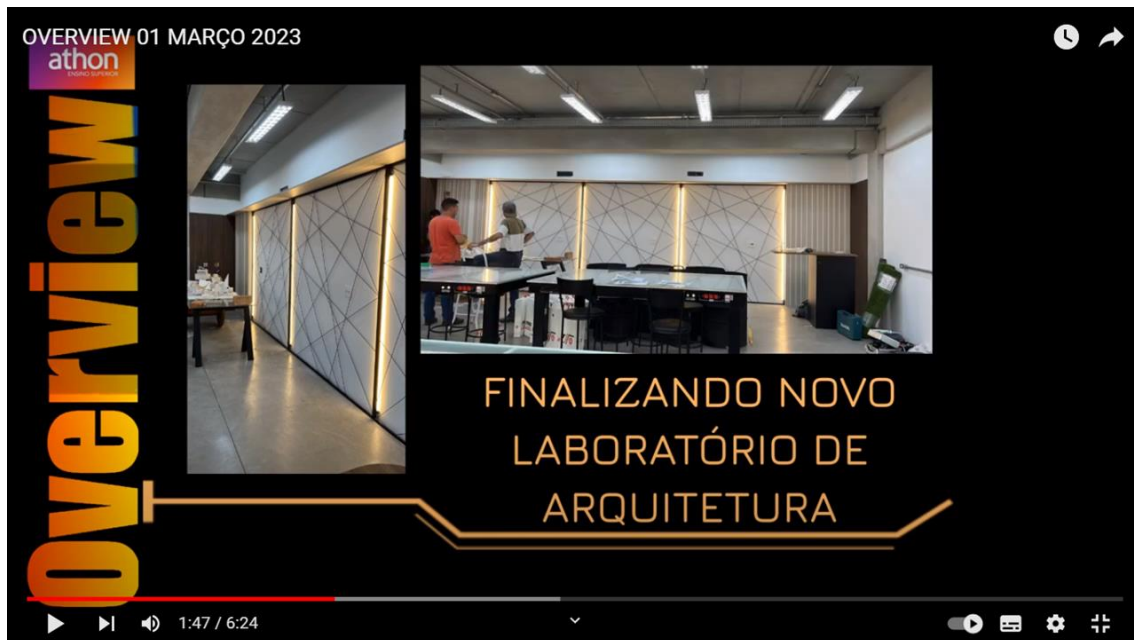 OVERVIEW 01 MARÇO 2023
athon
ENSINO SUPERIOR
Overview
FINALIZANDO NOVO
LABORATÓRIO DE
ARQUITETURA
1:47 / 6:24